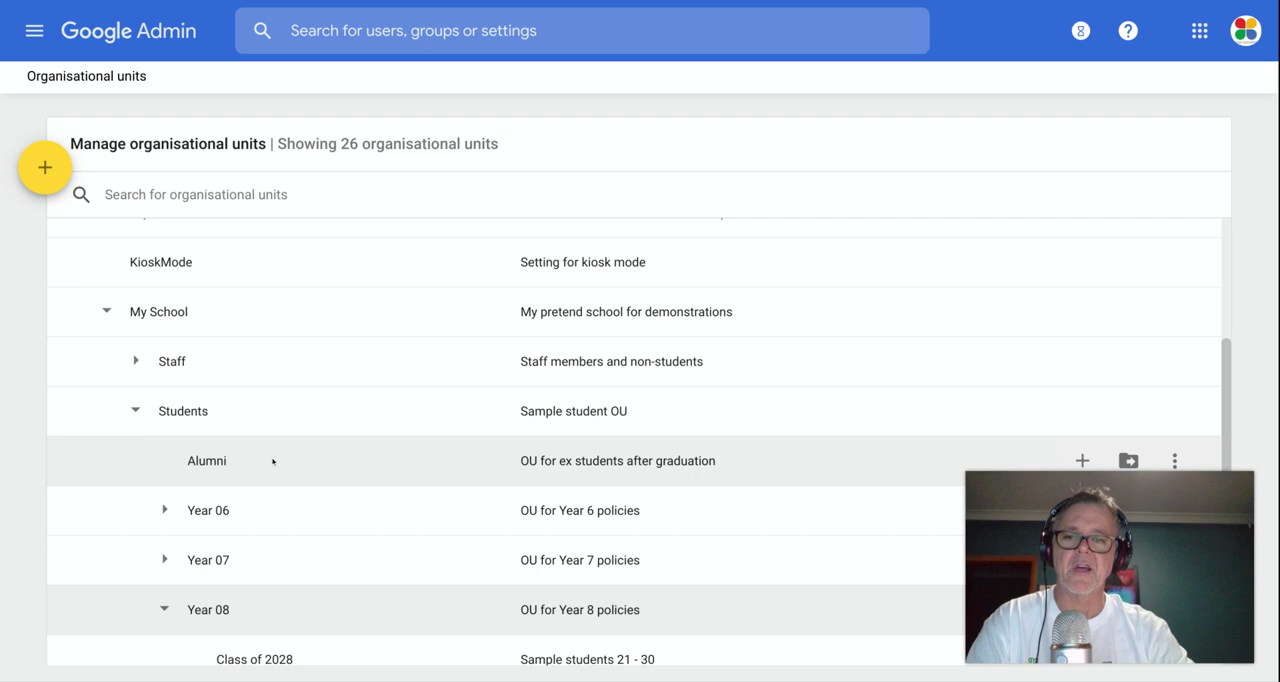 Google Admin
Search for users, groups or settings
Organisational units
Manage organisational units | Showing 26 organisational units
Search for organisational units
KioskMode Setting for kiosk mode
My School My pretend school for demonstrations
Staff Staff members and non-students
Students Sample student OU
Alumni OU for ex students after graduation
Year 06 OU for Year 6 policies
Year 07 OU for Year 7 policies
Year 08 OU for Year 8 policies
Class of 2028 Sample students 21 - 30